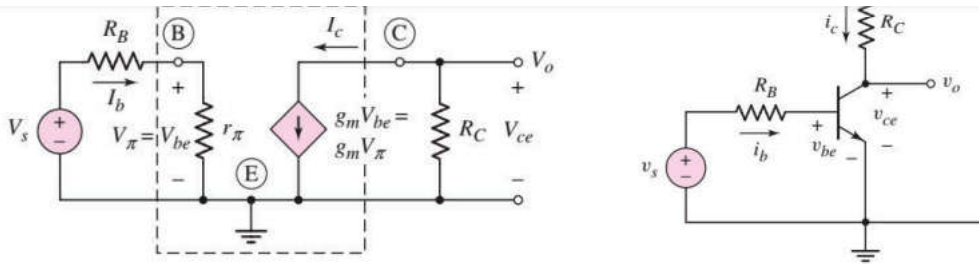 R_B
B
I_c
C
V_o
I_b
+
+
V_s
+
−
V_π = V_be
r_π
g_m V_be =
g_m V_π
R_C
V_ce
−
E
−
i_c
R_C
v_o
R_B
+
v_ce
−
+
v_be
−
i_b
v_s
+
−